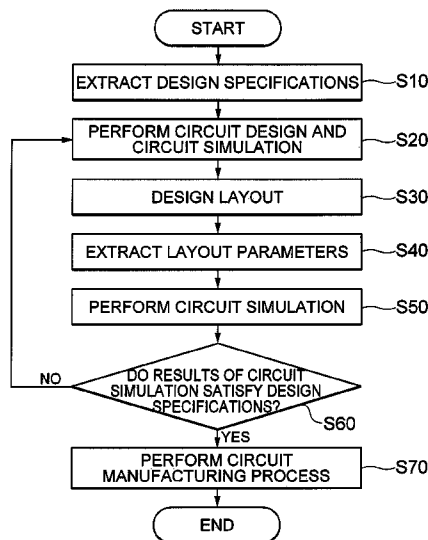 START
EXTRACT DESIGN SPECIFICATIONS
S10
PERFORM CIRCUIT DESIGN AND
CIRCUIT SIMULATION
S20
DESIGN LAYOUT
S30
EXTRACT LAYOUT PARAMETERS
S40
PERFORM CIRCUIT SIMULATION
S50
DO RESULTS OF CIRCUIT
SIMULATION SATISFY DESIGN
SPECIFICATIONS?
NO
S60
YES
PERFORM CIRCUIT
MANUFACTURING PROCESS
S70
END